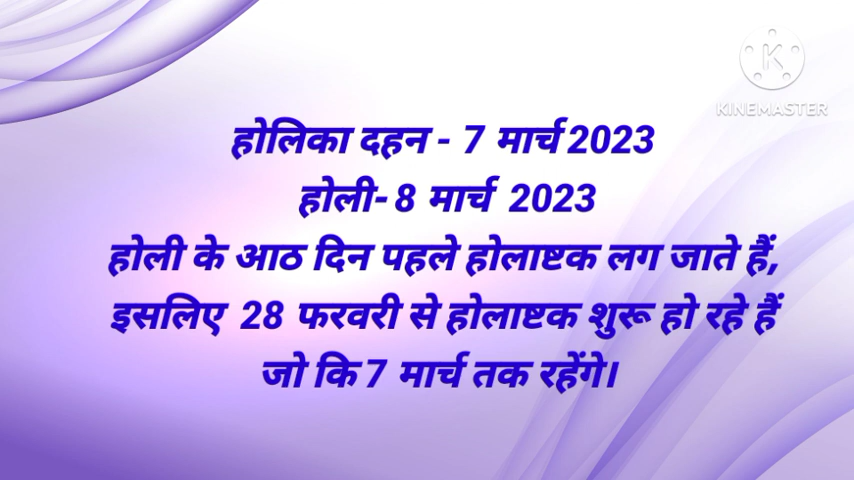 KINEMASTER
होलिका दहन - 7 मार्च 2023
होली- 8 मार्च 2023
होली के आठ दिन पहले होलाष्टक लग जाते हैं,
इसलिए 28 फरवरी से होलाष्टक शुरू हो रहे हैं
जो कि 7 मार्च तक रहेंगे।